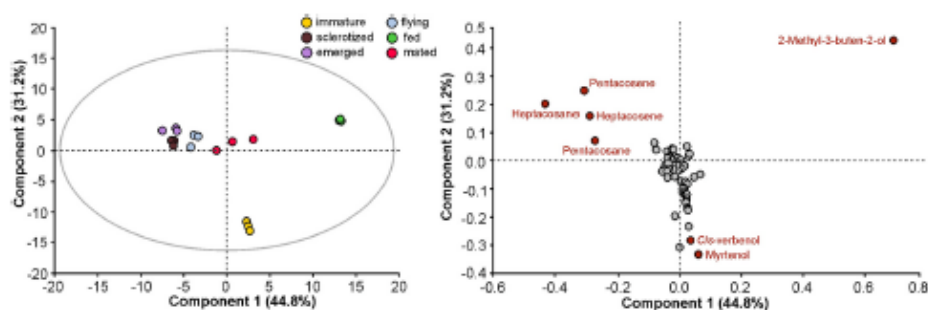 immature
flying
sclerotized
fed
emerged
mated
Component 2 (31.2%)
20
15
10
5
0
-5
-10
-15
-20
-20
-15
-10
-5
0
5
10
15
20
Component 1 (44.8%)
Component 2 (31.2%)
0.5
0.4
0.3
0.2
0.1
0.0
-0.1
-0.2
-0.3
0.4
-0.6
-0.4
-0.2
0.0
0.2
0.4
0.6
0.8
Component 1 (44.8%)
2-Methyl-3-buten-2-ol
Pentacosene
Heptacosane
Heptacosene
Pentacosane
Cis-verbenol
Myrtenol